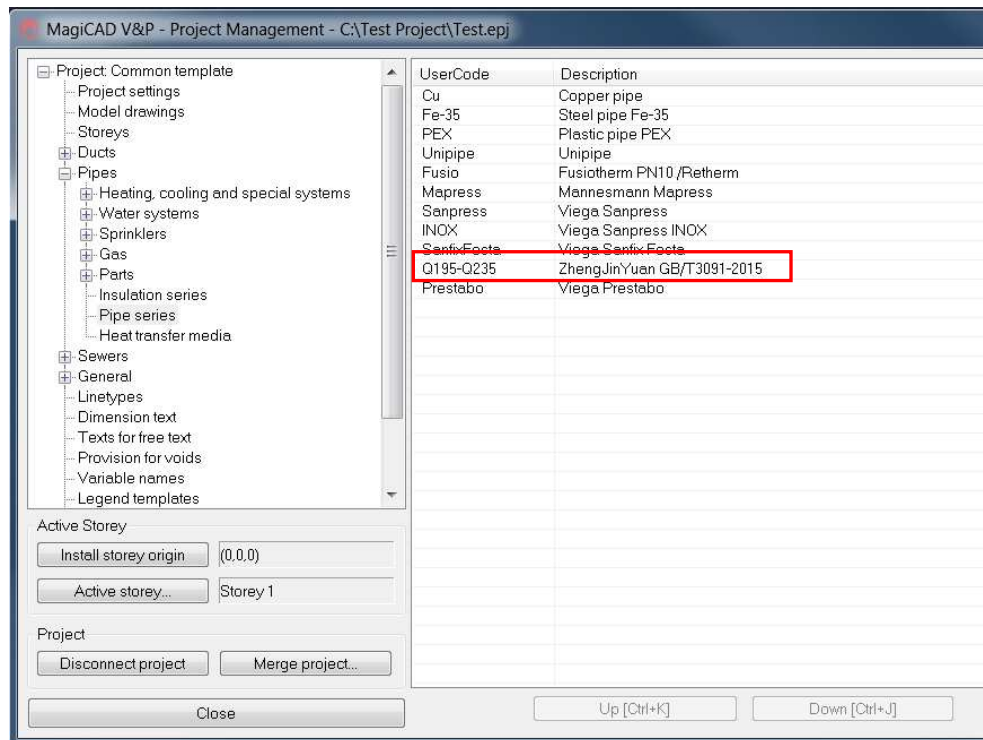 MagiCAD V&P - Project Management - C:\Test Project\Test.epj
Project: Common template
Project settings
Model drawings
Storeys
Ducts
Pipes
Heating, cooling and special systems
Water systems
Sprinklers
Gas
Parts
Insulation series
Pipe series
Heat transfer media
Sewers
General
Linetypes
Dimension text
Texts for free text
Provision for voids
Variable names
Legend templates
Active Storey
Install storey origin (0,0,0)
Active storey... Storey 1
Project
Disconnect project Merge project...
Close
UserCode Description
Cu Copper pipe
Fe-35 Steel pipe Fe-35
PEX Plastic pipe PEX
Unipipe Unipipe
Fusio Fusiotherm PN10 /Retherm
Mapress Mannesmann Mapress
Sanpress Viega Sanpress
INOX Viega Sanpress INOX
SanfixFosta Viega Sanfix Fosta
Q195-Q235 ZhengJinYuan GB/T3091-2015
Prestabo Viega Prestabo
Up [Ctrl+K] Down [Ctrl+J]